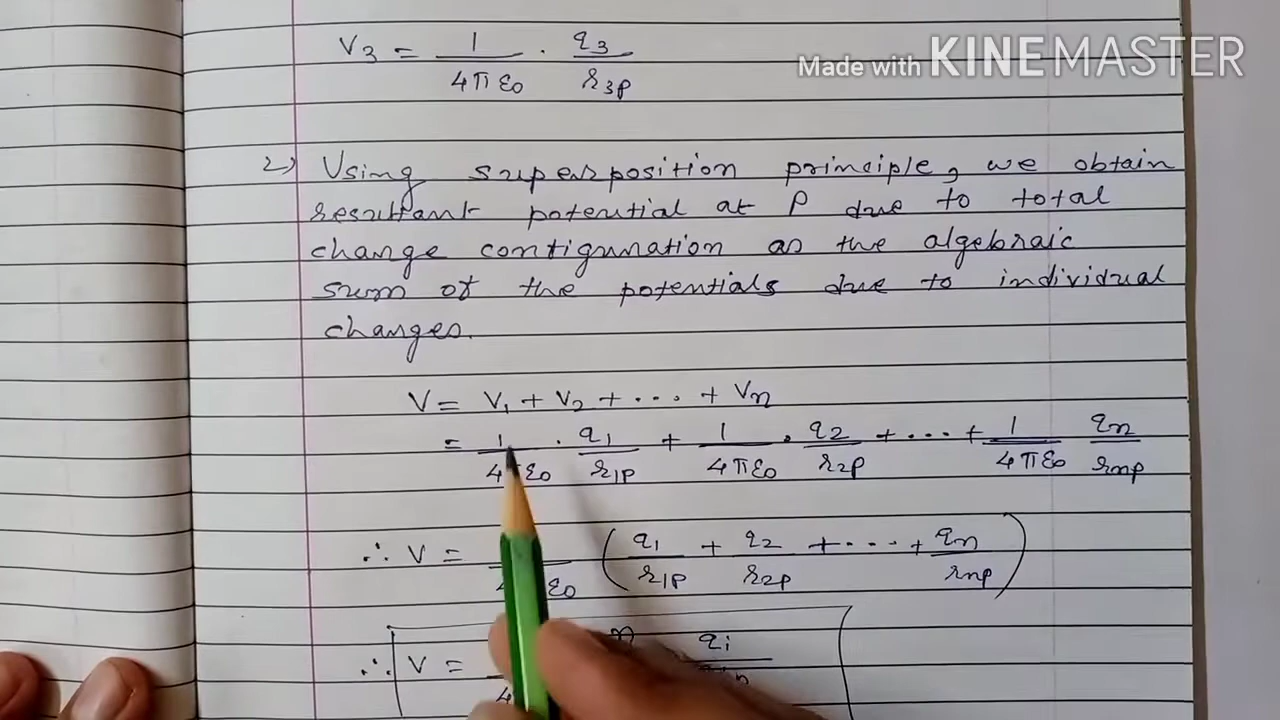 V₃ = 1/4πε₀ · q₃/r₃ₚ
Made with KINEMASTER
2) Using superposition principle, we obtain
resultant potential at P due to total
charge configuration as the algebraic
sum of the potentials due to individual
charges.
V = V₁ + V₂ + ... + Vₙ
= 1/4πε₀ · q₁/r₁ₚ + 1/4πε₀ · q₂/r₂ₚ + ... + 1/4πε₀ qₙ/rₙₚ
∴ V = ( q₁/r₁ₚ + q₂/r₂ₚ + ... + qₙ/rₙₚ )
∴ V = qᵢ